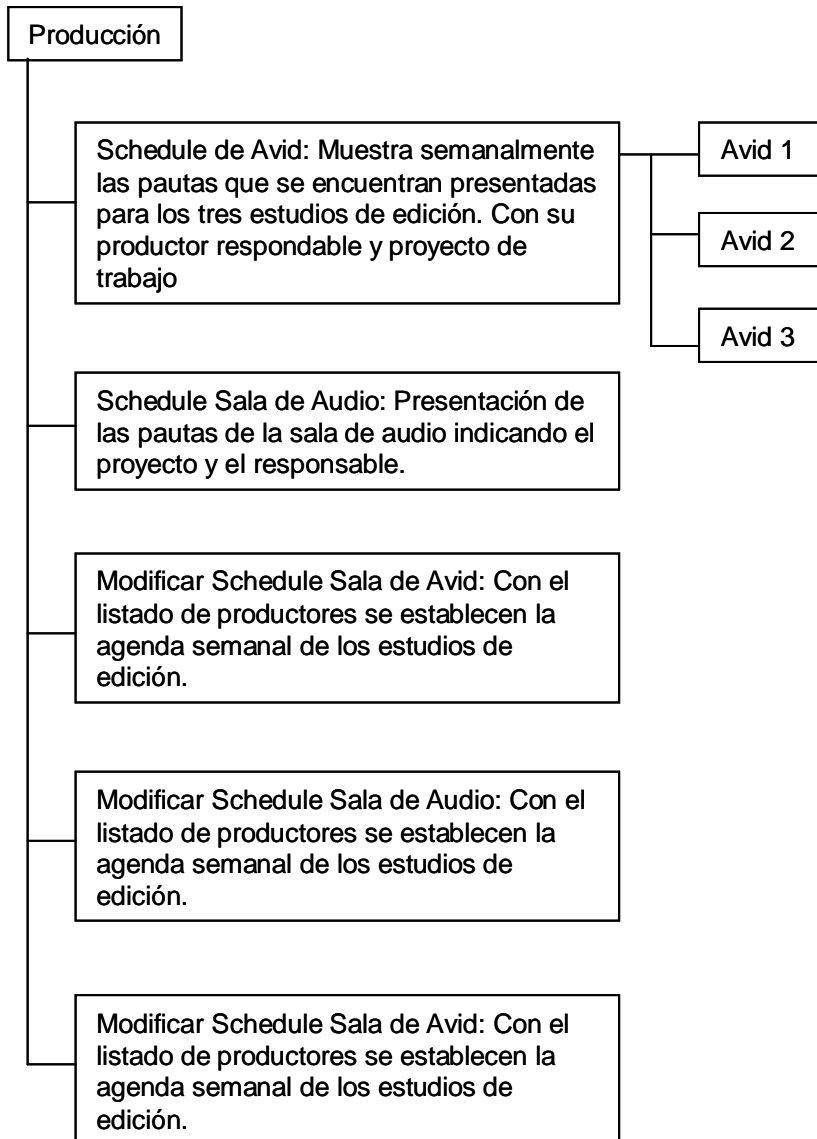 Producción
Schedule de Avid: Muestra semanalmente
las pautas que se encuentran presentadas
para los tres estudios de edición. Con su
productor respondable y proyecto de
trabajo
Avid 1
Avid 2
Avid 3
Schedule Sala de Audio: Presentación de
las pautas de la sala de audio indicando el
proyecto y el responsable.
Modificar Schedule Sala de Avid: Con el
listado de productores se establecen la
agenda semanal de los estudios de
edición.
Modificar Schedule Sala de Audio: Con el
listado de productores se establecen la
agenda semanal de los estudios de
edición.
Modificar Schedule Sala de Avid: Con el
listado de productores se establecen la
agenda semanal de los estudios de
edición.